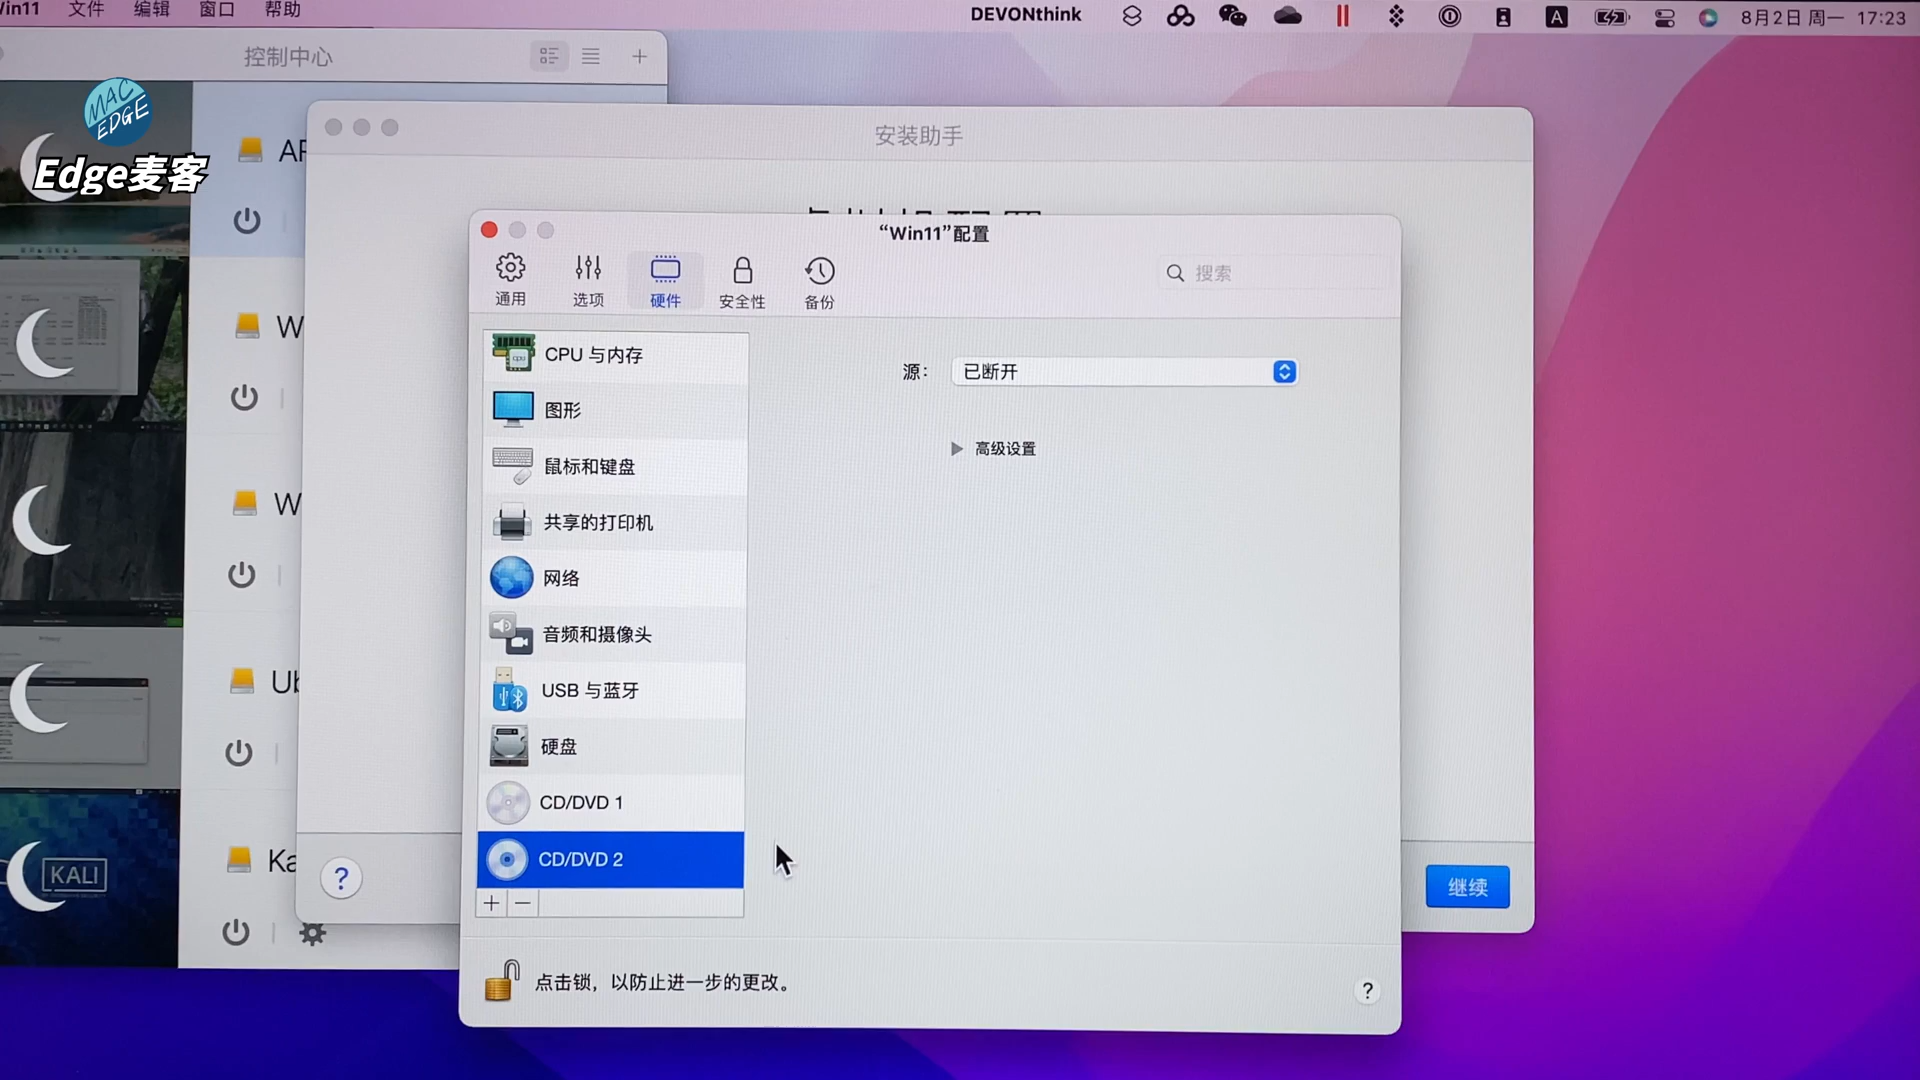 文件 编辑 窗口 帮助
DEVONthink
A
8月2日 周一 17:23
控制中心
MAC EDGE
Edge麦客
安装助手
“Win11”配置
通用
选项
硬件
安全性
备份
搜索
CPU 与内存
图形
鼠标和键盘
共享的打印机
网络
音频和摄像头
USB 与蓝牙
硬盘
CD/DVD 1
CD/DVD 2
源：
已断开
高级设置
KALI
继续
点击锁，以防止进一步的更改。
?
?